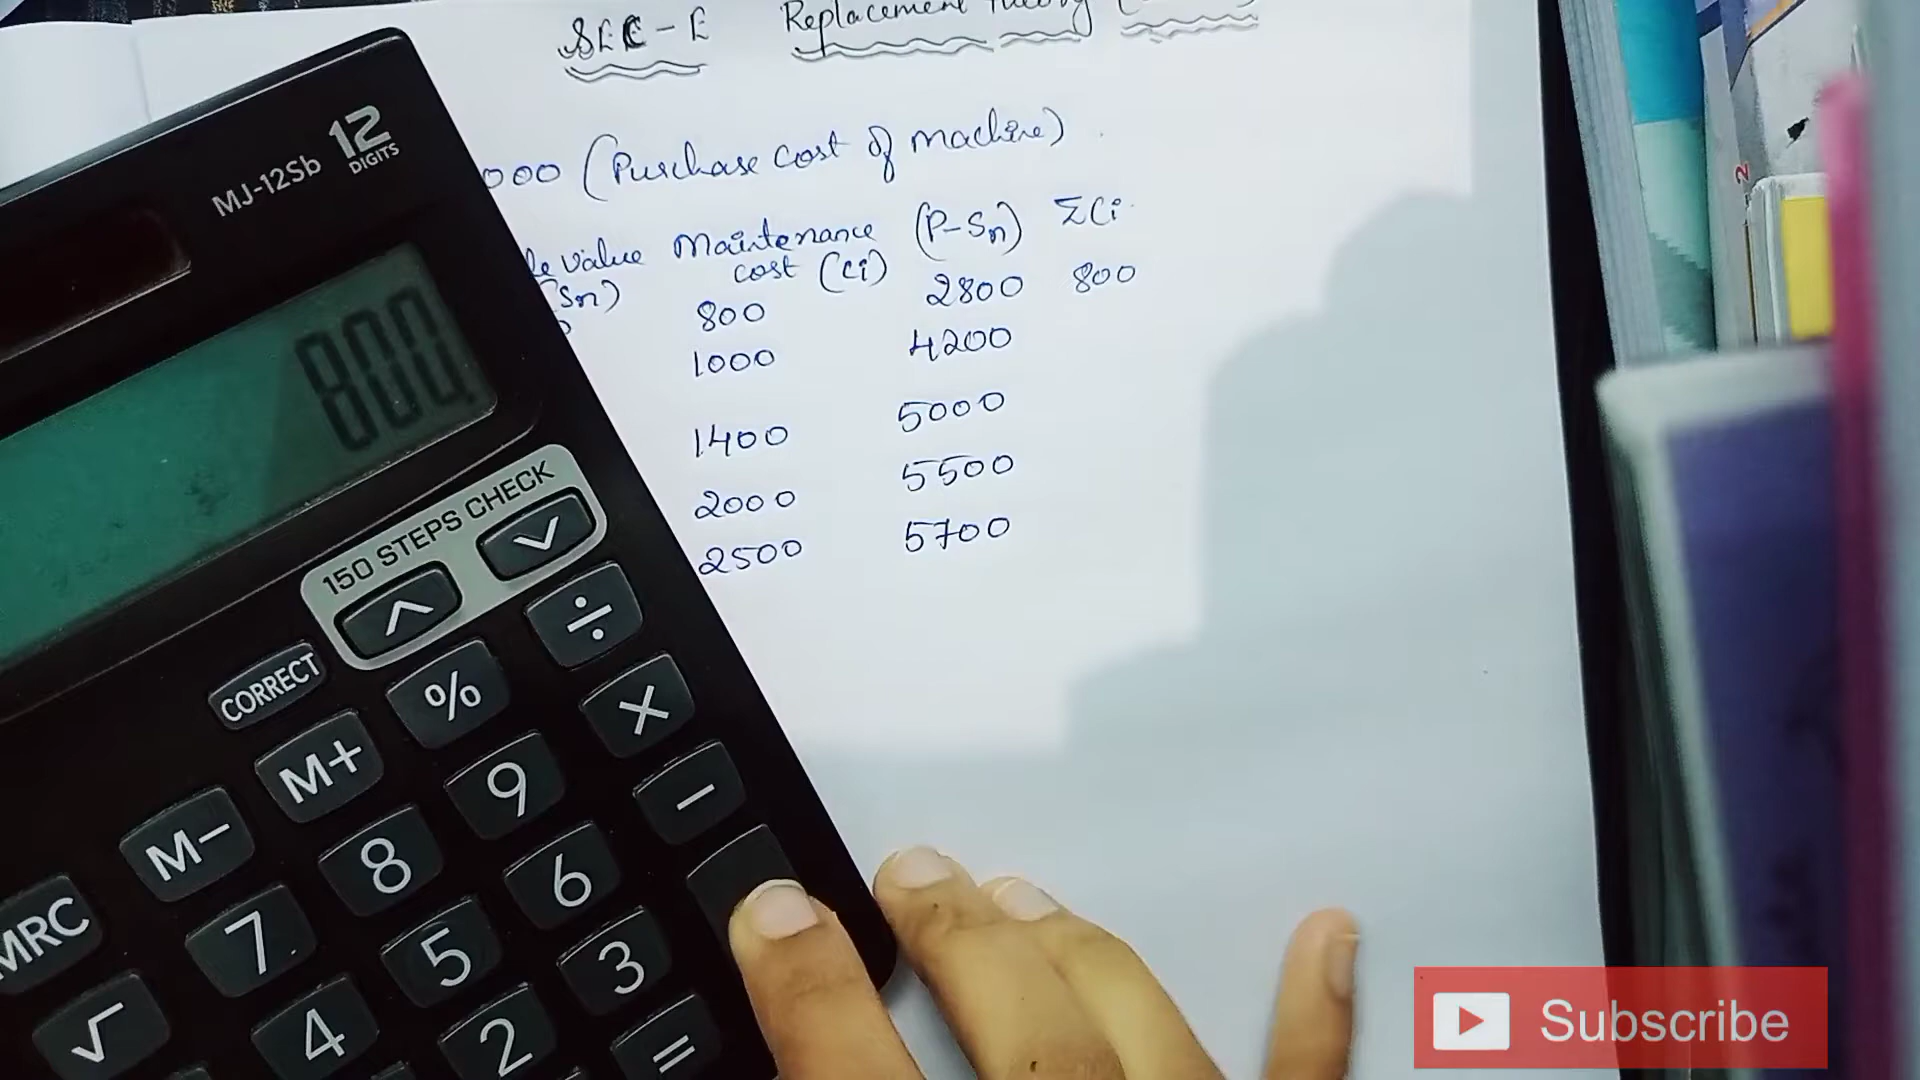 SEC-E Replacement
000 (Purchase cost of machine)
Value Maintenance (P-Sn) ΣCi
(Sn) cost (Ci)
800 2800 800
1000 4200
1400 5000
2000 5500
2500 5700
12
DIGITS
MJ-12Sb
800.
150 STEPS CHECK
CORRECT % ÷
M+ 9 ×
M- 8 6 -
MRC 7 5 3
√ 4 2 =
2
Subscribe